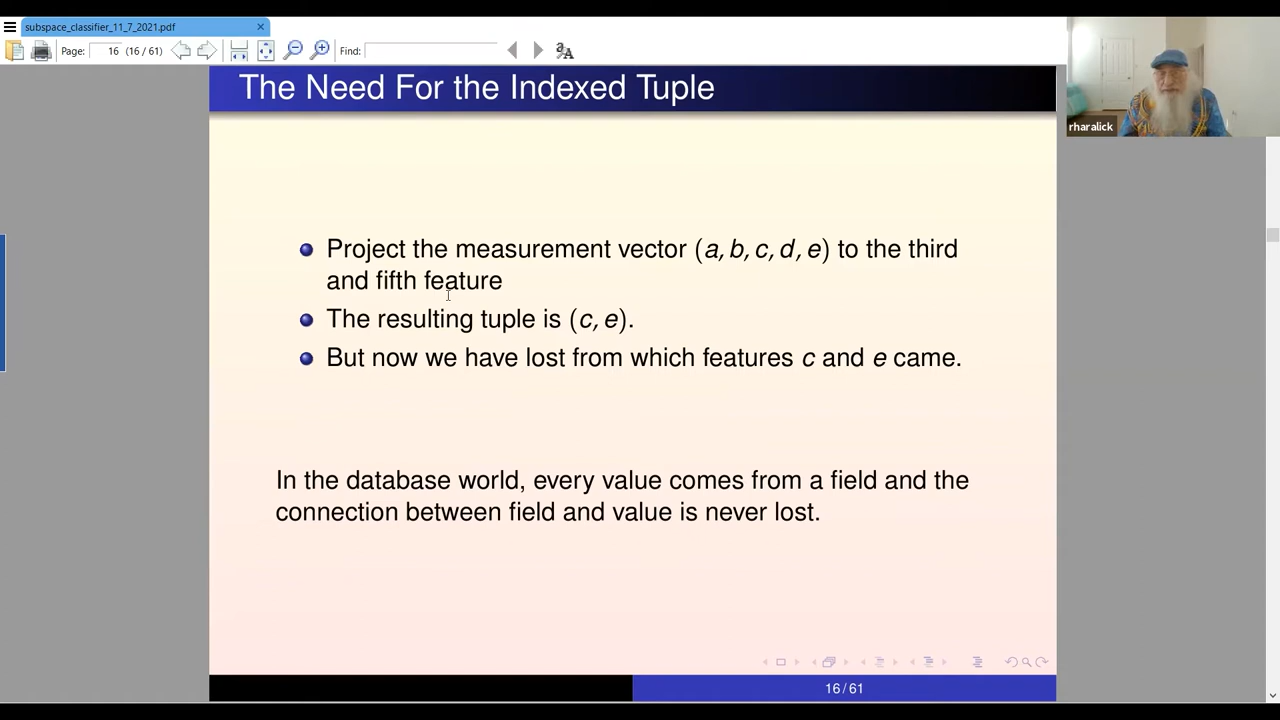 subspace_classifier_11_7_2021.pdf
Page: 16 (16 / 61) Find:
rharalick
The Need For the Indexed Tuple
Project the measurement vector (a, b, c, d, e) to the third
and fifth feature
The resulting tuple is (c, e).
But now we have lost from which features c and e came.
In the database world, every value comes from a field and the
connection between field and value is never lost.
16 / 61